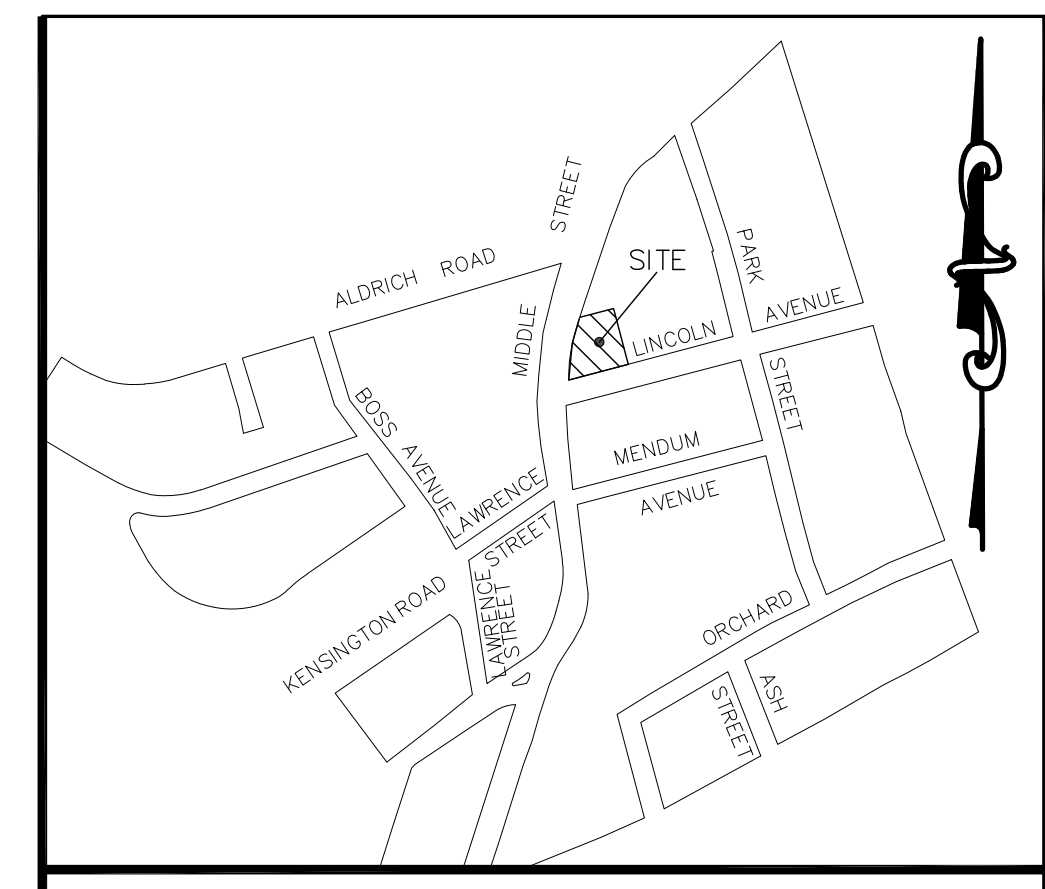 STREET
SITE
PARK
ALDRICH ROAD
AVENUE
MIDDLE
LINCOLN
STREET
BOSS AVENUE
MENDUM
LAWRENCE
AVENUE
STREET
LAWRENCE
STREET
KENSINGTON ROAD
ORCHARD
ASH
STREET